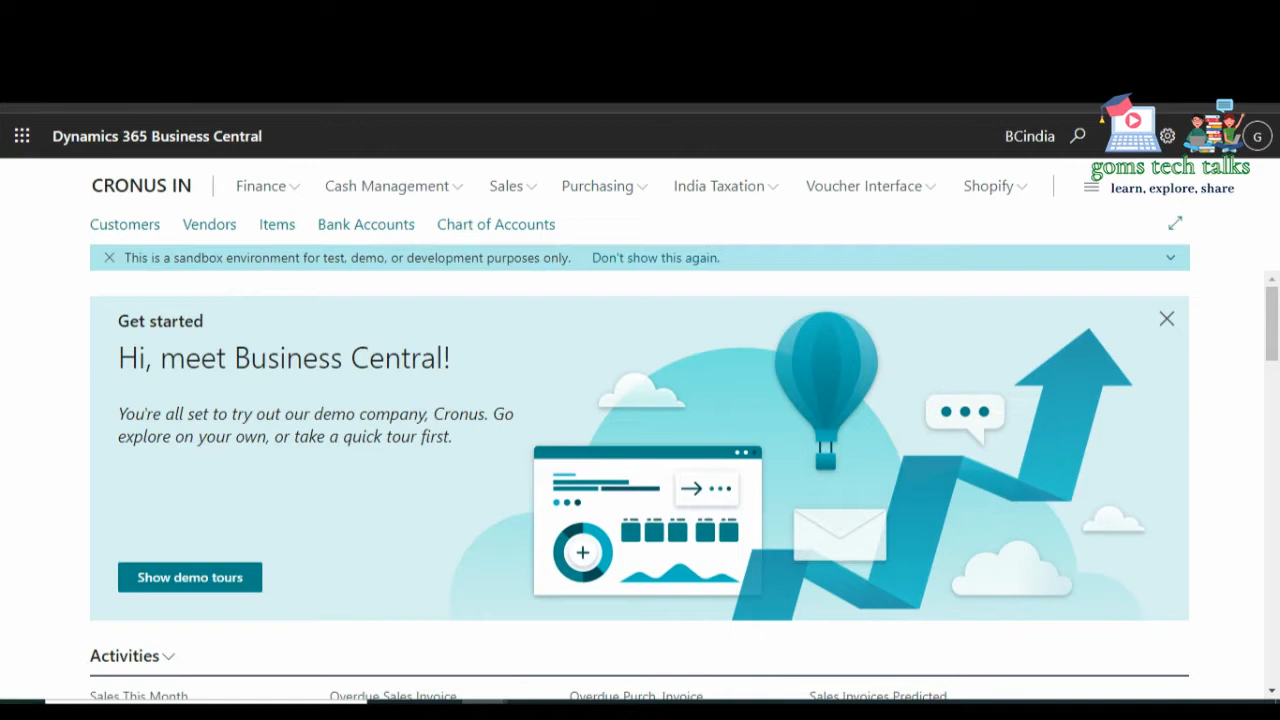 Dynamics 365 Business Central
BCindia
G
goms tech talks
learn, explore, share
CRONUS IN
Finance
Cash Management
Sales
Purchasing
India Taxation
Voucher Interface
Shopify
Customers
Vendors
Items
Bank Accounts
Chart of Accounts
This is a sandbox environment for test, demo, or development purposes only. Don't show this again.
Get started
Hi, meet Business Central!
You're all set to try out our demo company, Cronus. Go
explore on your own, or take a quick tour first.
Show demo tours
Activities
Sales This Month
Overdue Sales Invoice
Overdue Purch. Invoice
Sales Invoices Predicted